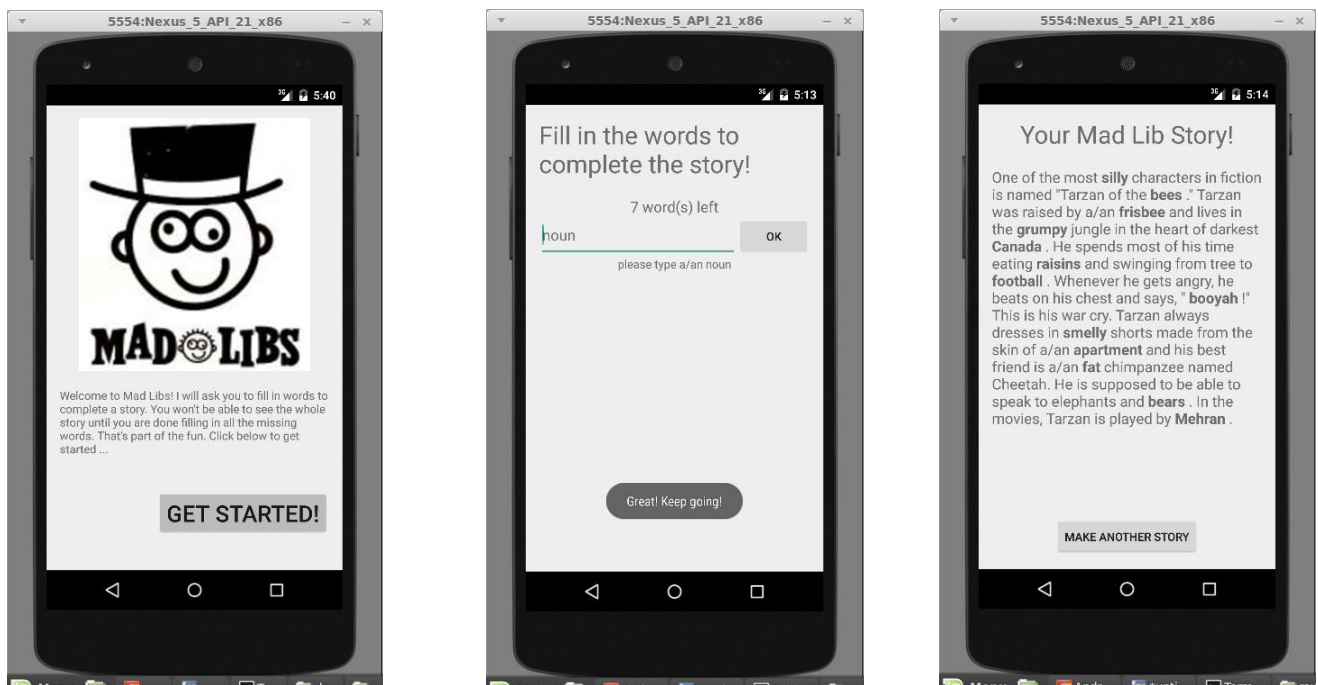 5554:Nexus_5_API_21_x86
3G 5:40
MAD LIBS
Welcome to Mad Libs! I will ask you to fill in words to
complete a story. You won't be able to see the whole
story until you are done filling in all the missing
words. That's part of the fun. Click below to get
started ...
GET STARTED!
5554:Nexus_5_API_21_x86
3G 5:13
Fill in the words to
complete the story!
7 word(s) left
noun
OK
please type a/an noun
Great! Keep going!
5554:Nexus_5_API_21_x86
3G 5:14
Your Mad Lib Story!
One of the most silly characters in fiction
is named "Tarzan of the bees ." Tarzan
was raised by a/an frisbee and lives in
the grumpy jungle in the heart of darkest
Canada . He spends most of his time
eating raisins and swinging from tree to
football . Whenever he gets angry, he
beats on his chest and says, " booyah !"
This is his war cry. Tarzan always
dresses in smelly shorts made from the
skin of a/an apartment and his best
friend is a/an fat chimpanzee named
Cheetah. He is supposed to be able to
speak to elephants and bears . In the
movies, Tarzan is played by Mehran .
MAKE ANOTHER STORY